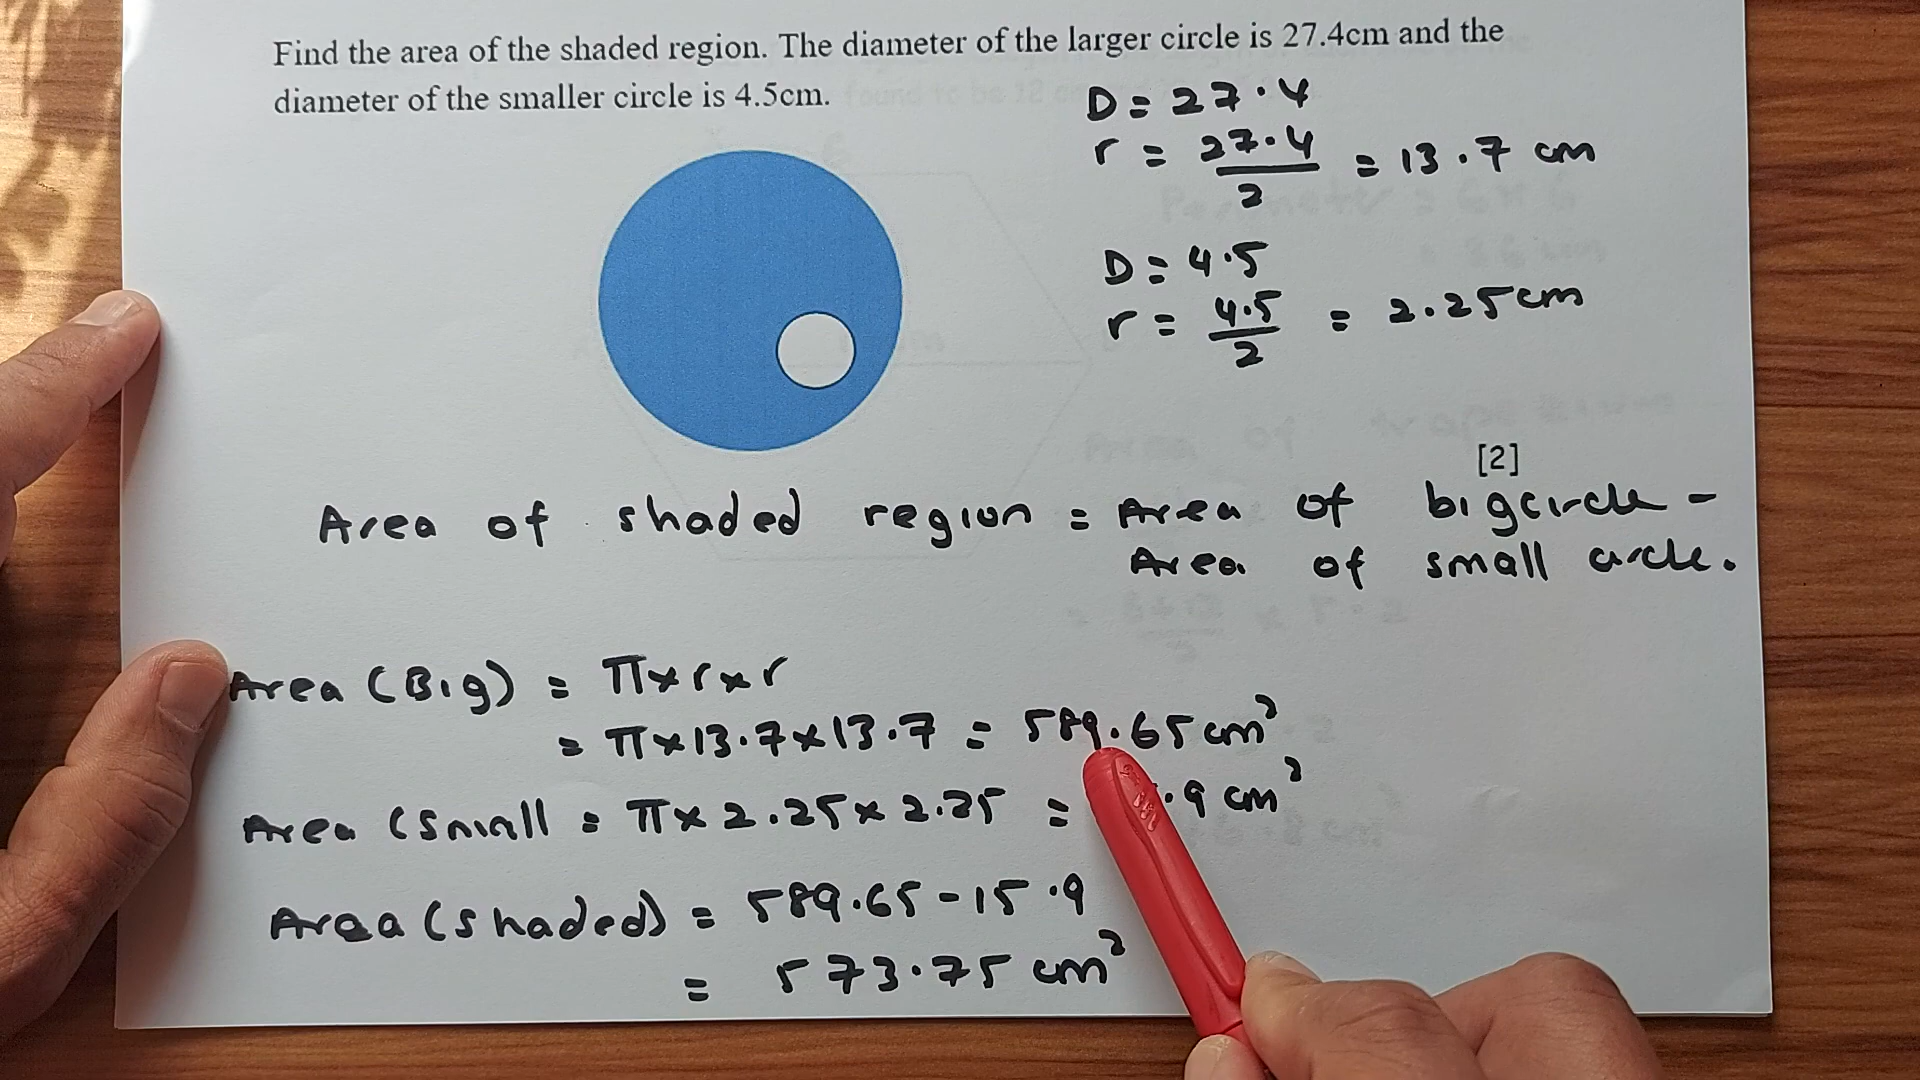 Find the area of the shaded region. The diameter of the larger circle is 27.4cm and the
diameter of the smaller circle is 4.5cm.
D = 27.4
r = 27.4/2 = 13.7 cm
D = 4.5
r = 4.5/2 = 2.25cm
[2]
Area of shaded region = Area of big circle -
Area of small circle.
Area (Big) = π×r×r
= π×13.7×13.7 = 589.65 cm²
Area (Small = π×2.25×2.25 = .9 cm²
Area (shaded) = 589.65 - 15.9
= 573.75 cm²